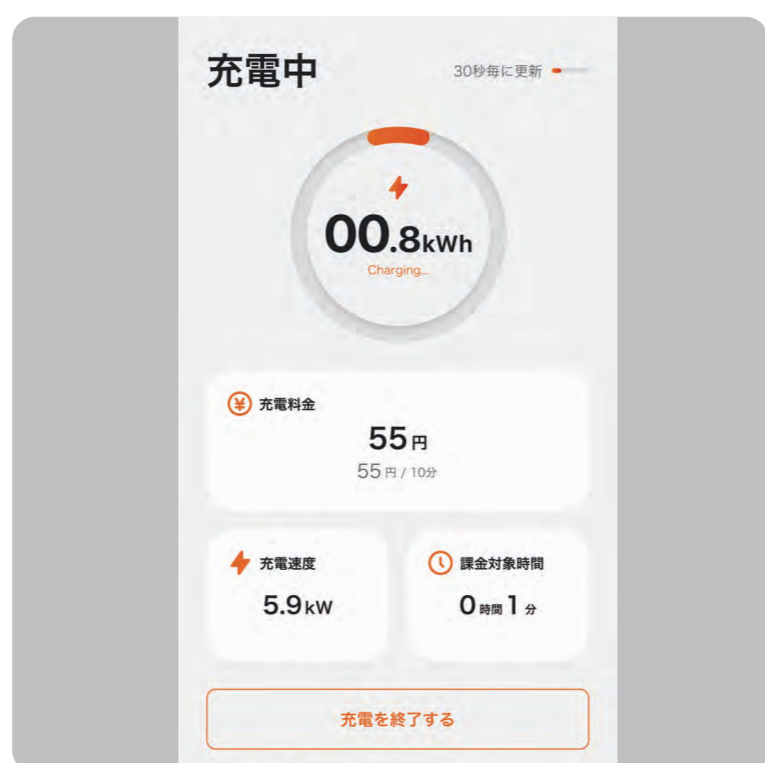 充電中
30秒毎に更新
00.8kWh
Charging...
充電料金
55円
55円 / 10分
充電速度
5.9kW
課金対象時間
0時間1分
充電を終了する